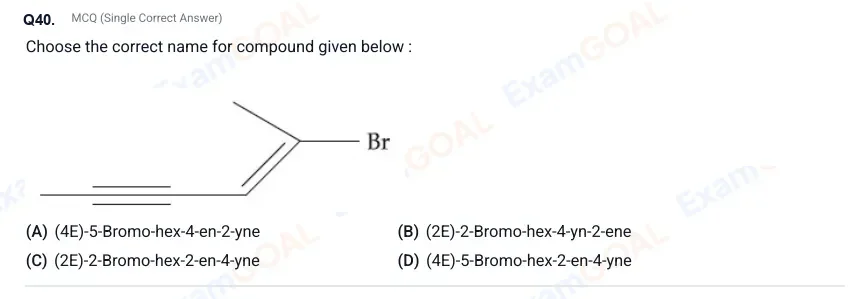 Q40. MCQ (Single Correct Answer)
Choose the correct name for compound given below :
Br
(A) (4E)-5-Bromo-hex-4-en-2-yne (B) (2E)-2-Bromo-hex-4-yn-2-ene
(C) (2E)-2-Bromo-hex-2-en-4-yne (D) (4E)-5-Bromo-hex-2-en-4-yne
ExamGOAL